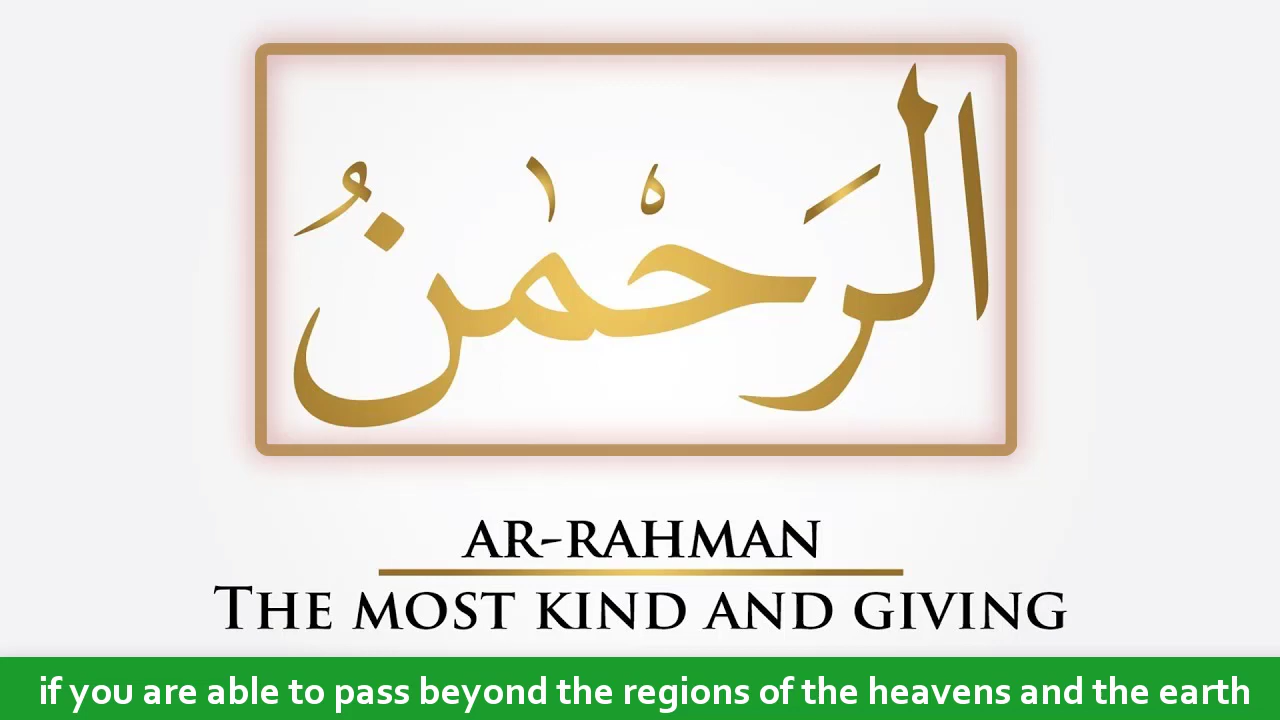 الرَحْمٰنُ
AR-RAHMAN
THE MOST KIND AND GIVING
if you are able to pass beyond the regions of the heavens and the earth